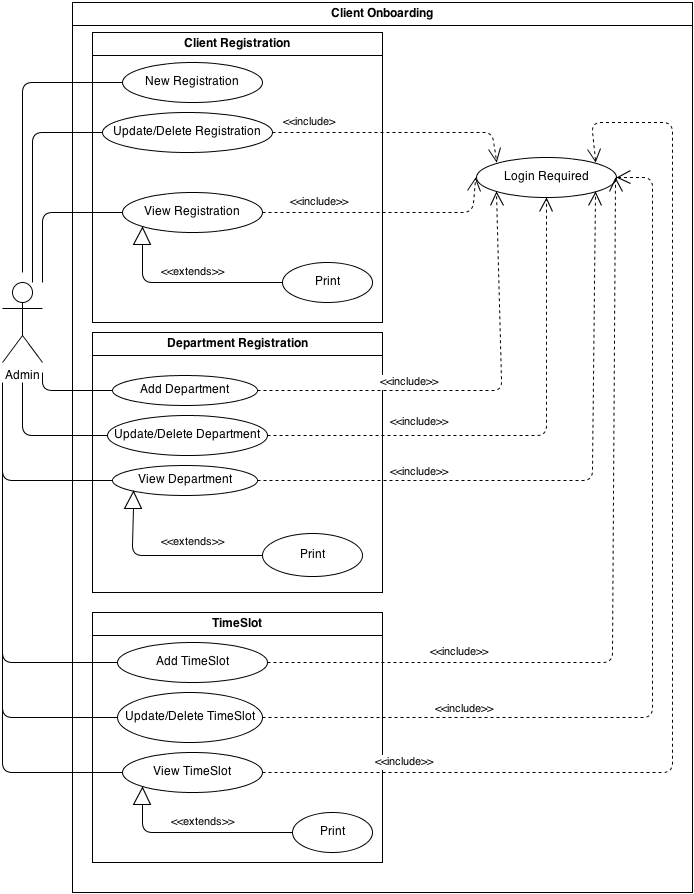 Client Onboarding
Client Registration
New Registration
Update/Delete Registration
<<include>
Login Required
View Registration
<<include>>
<<extends>>
Print
Admin
Department Registration
Add Department
<<include>>
Update/Delete Department
<<include>>
View Department
<<include>>
<<extends>>
Print
TimeSlot
Add TimeSlot
<<include>>
Update/Delete TimeSlot
<<include>>
View TimeSlot
<<include>>
<<extends>>
Print